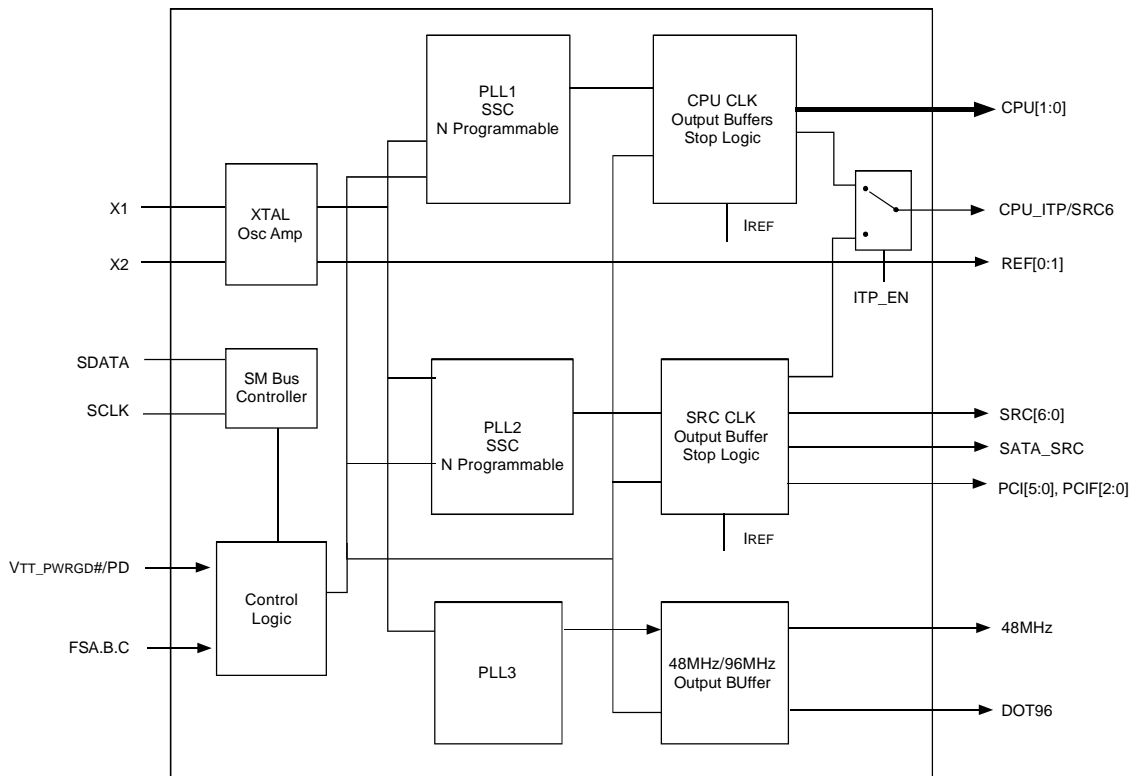 PLL1
SSC
N Programmable
CPU CLK
Output Buffers
Stop Logic
CPU[1:0]
X1
XTAL
Osc Amp
X2
IREF
CPU_ITP/SRC6
REF[0:1]
ITP_EN
SDATA
SM Bus
Controller
SCLK
PLL2
SSC
N Programmable
SRC CLK
Output Buffer
Stop Logic
SRC[6:0]
SATA_SRC
PCI[5:0], PCIF[2:0]
IREF
VTT_PWRGD#/PD
Control
Logic
FSA.B.C
PLL3
48MHz/96MHz
Output BUffer
48MHz
DOT96